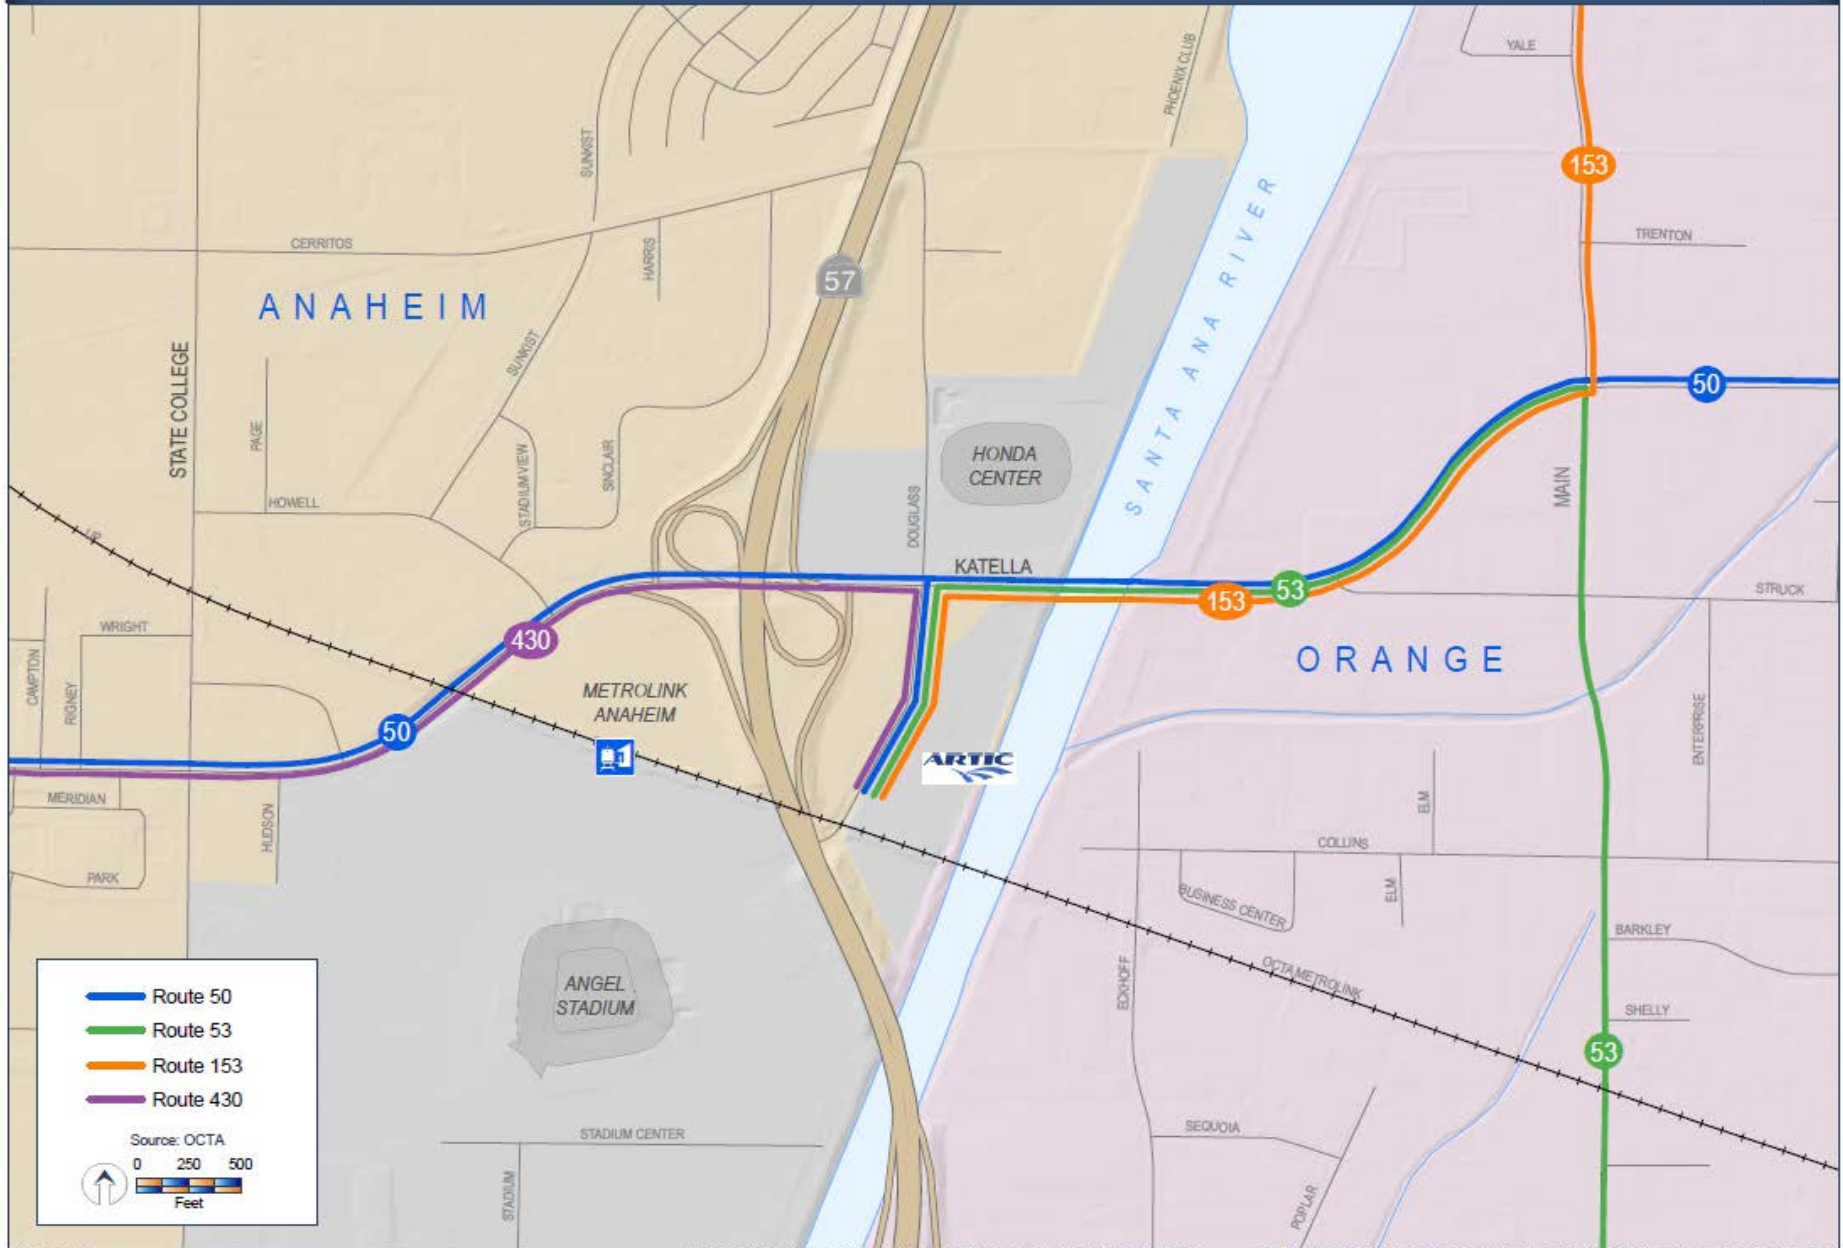 YALE
PHOENIX CLUB
SUNKIST
153
TRENTON
CERRITOS
HARRIS
57
ANAHEIM
SANTA ANA RIVER
SUNKIST
STATE COLLEGE
50
PAGE
STADIUM VIEW
SINCLAIR
HONDA
CENTER
HOWELL
DOUGLASS
MAIN
KATELLA
153
53
STRUCK
WRIGHT
430
CAMPTON
RIGNEY
METROLINK
ANAHEIM
ORANGE
50
ARTIC
ENTERPRISE
MERIDIAN
HUDSON
ELM
COLLINS
PARK
BUSINESS CENTER
ELM
BARKLEY
ECKHOFF
OCTA METROLINK
ANGEL
STADIUM
SHELLY
53
Route 50
Route 53
Route 153
Route 430
Source: OCTA
0 250 500
Feet
STADIUM CENTER
STADIUM
SEQUOIA
POPLAR